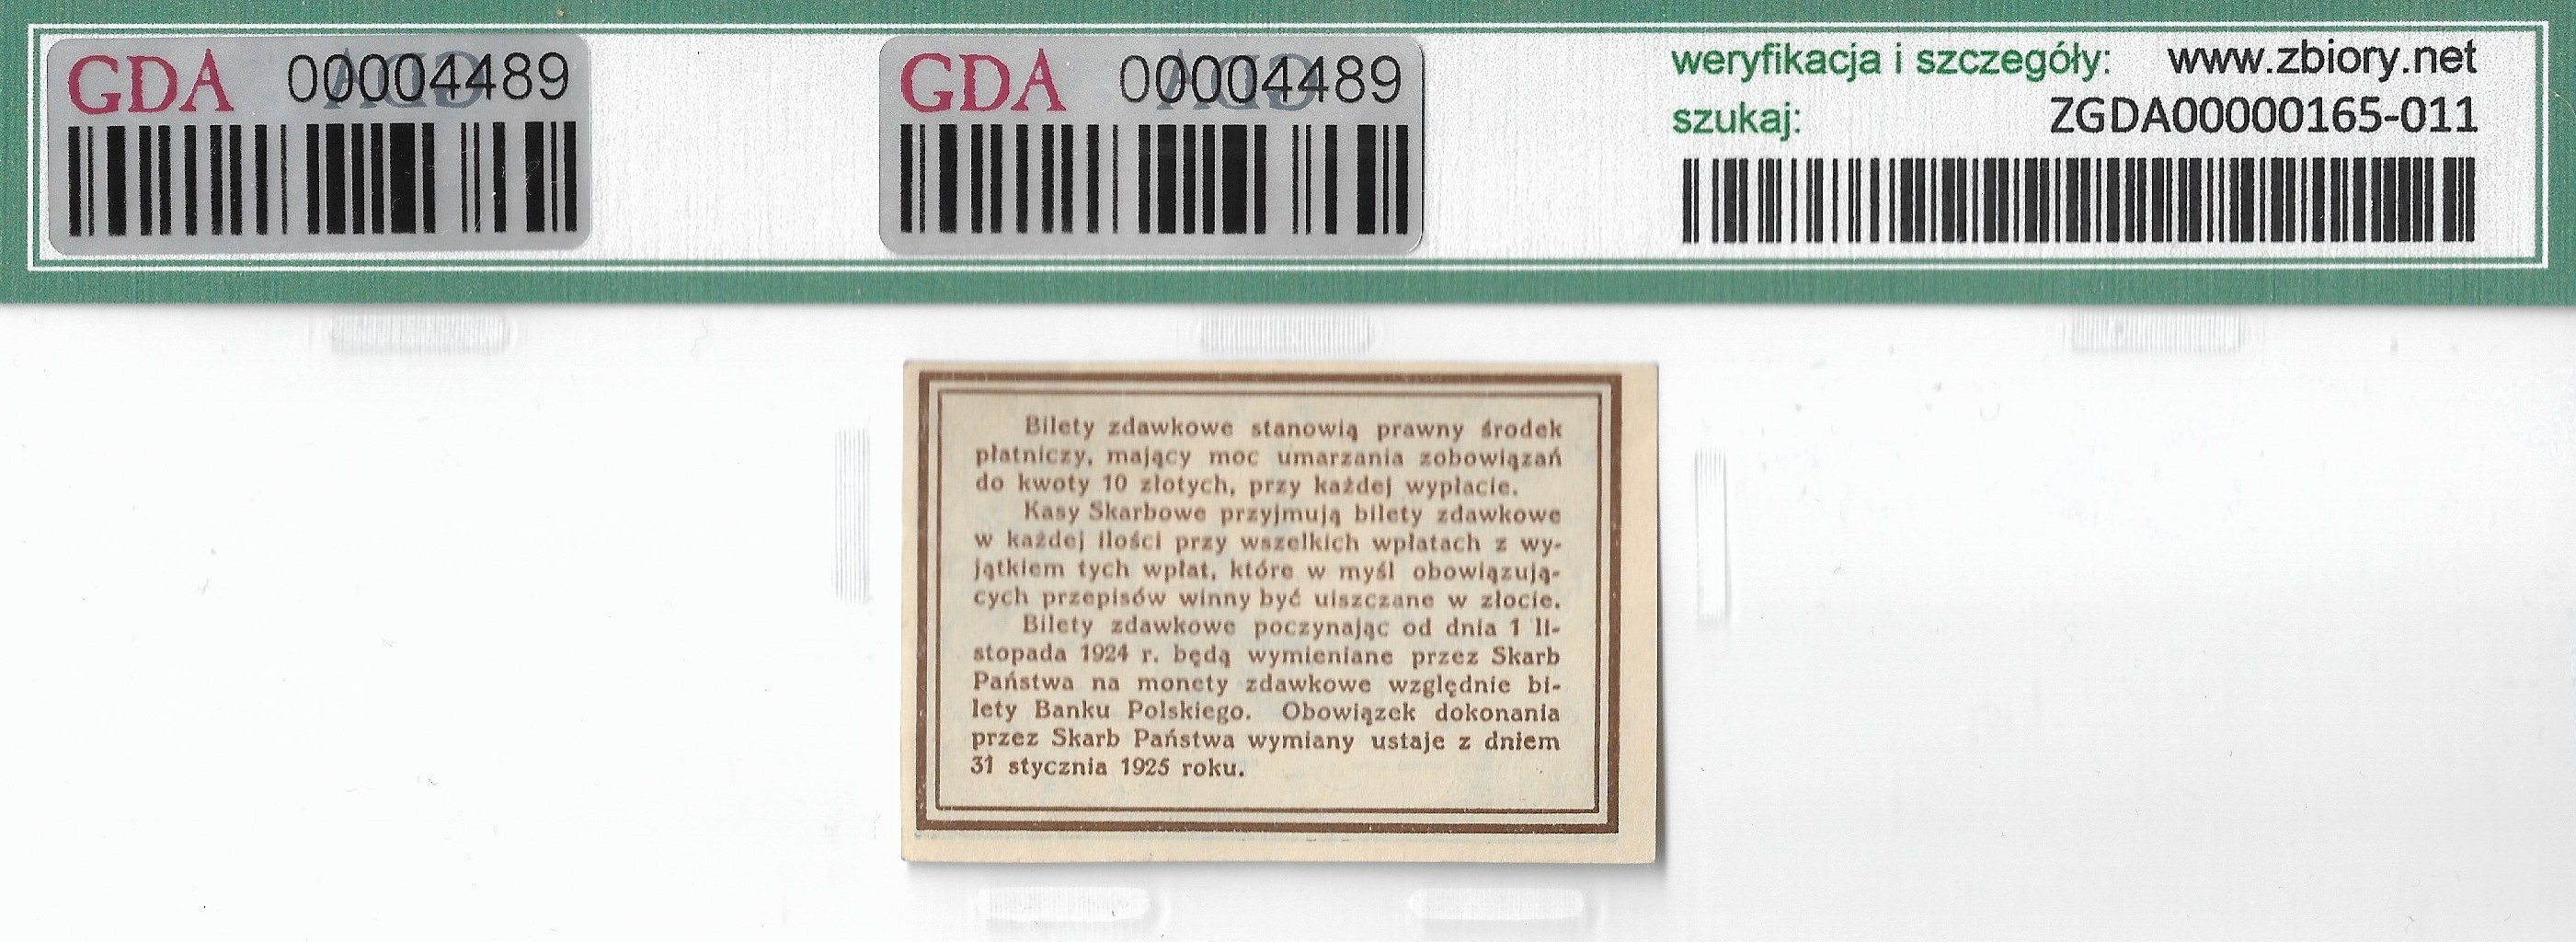 GDA 00004489
GDA 00004489
weryfikacja i szczegóły: www.zbiory.net
szukaj: ZGDA00000165-011
Bilety zdawkowe stanowią prawny środek
płatniczy, mający moc umarzania zobowiązań
do kwoty 10 złotych, przy każdej wypłacie.
Kasy Skarbowe przyjmują bilety zdawkowe
w każdej ilości przy wszelkich wpłatach z wy-
jątkiem tych wpłat, które w myśl obowiązują-
cych przepisów winny być uiszczane w złocie.
Bilety zdawkowe poczynając od dnia 1 li-
stopada 1924 r. będą wymieniane przez Skarb
Państwa na monety zdawkowe względnie bi-
lety Banku Polskiego. Obowiązek dokonania
przez Skarb Państwa wymiany ustaje z dniem
31 stycznia 1925 roku.